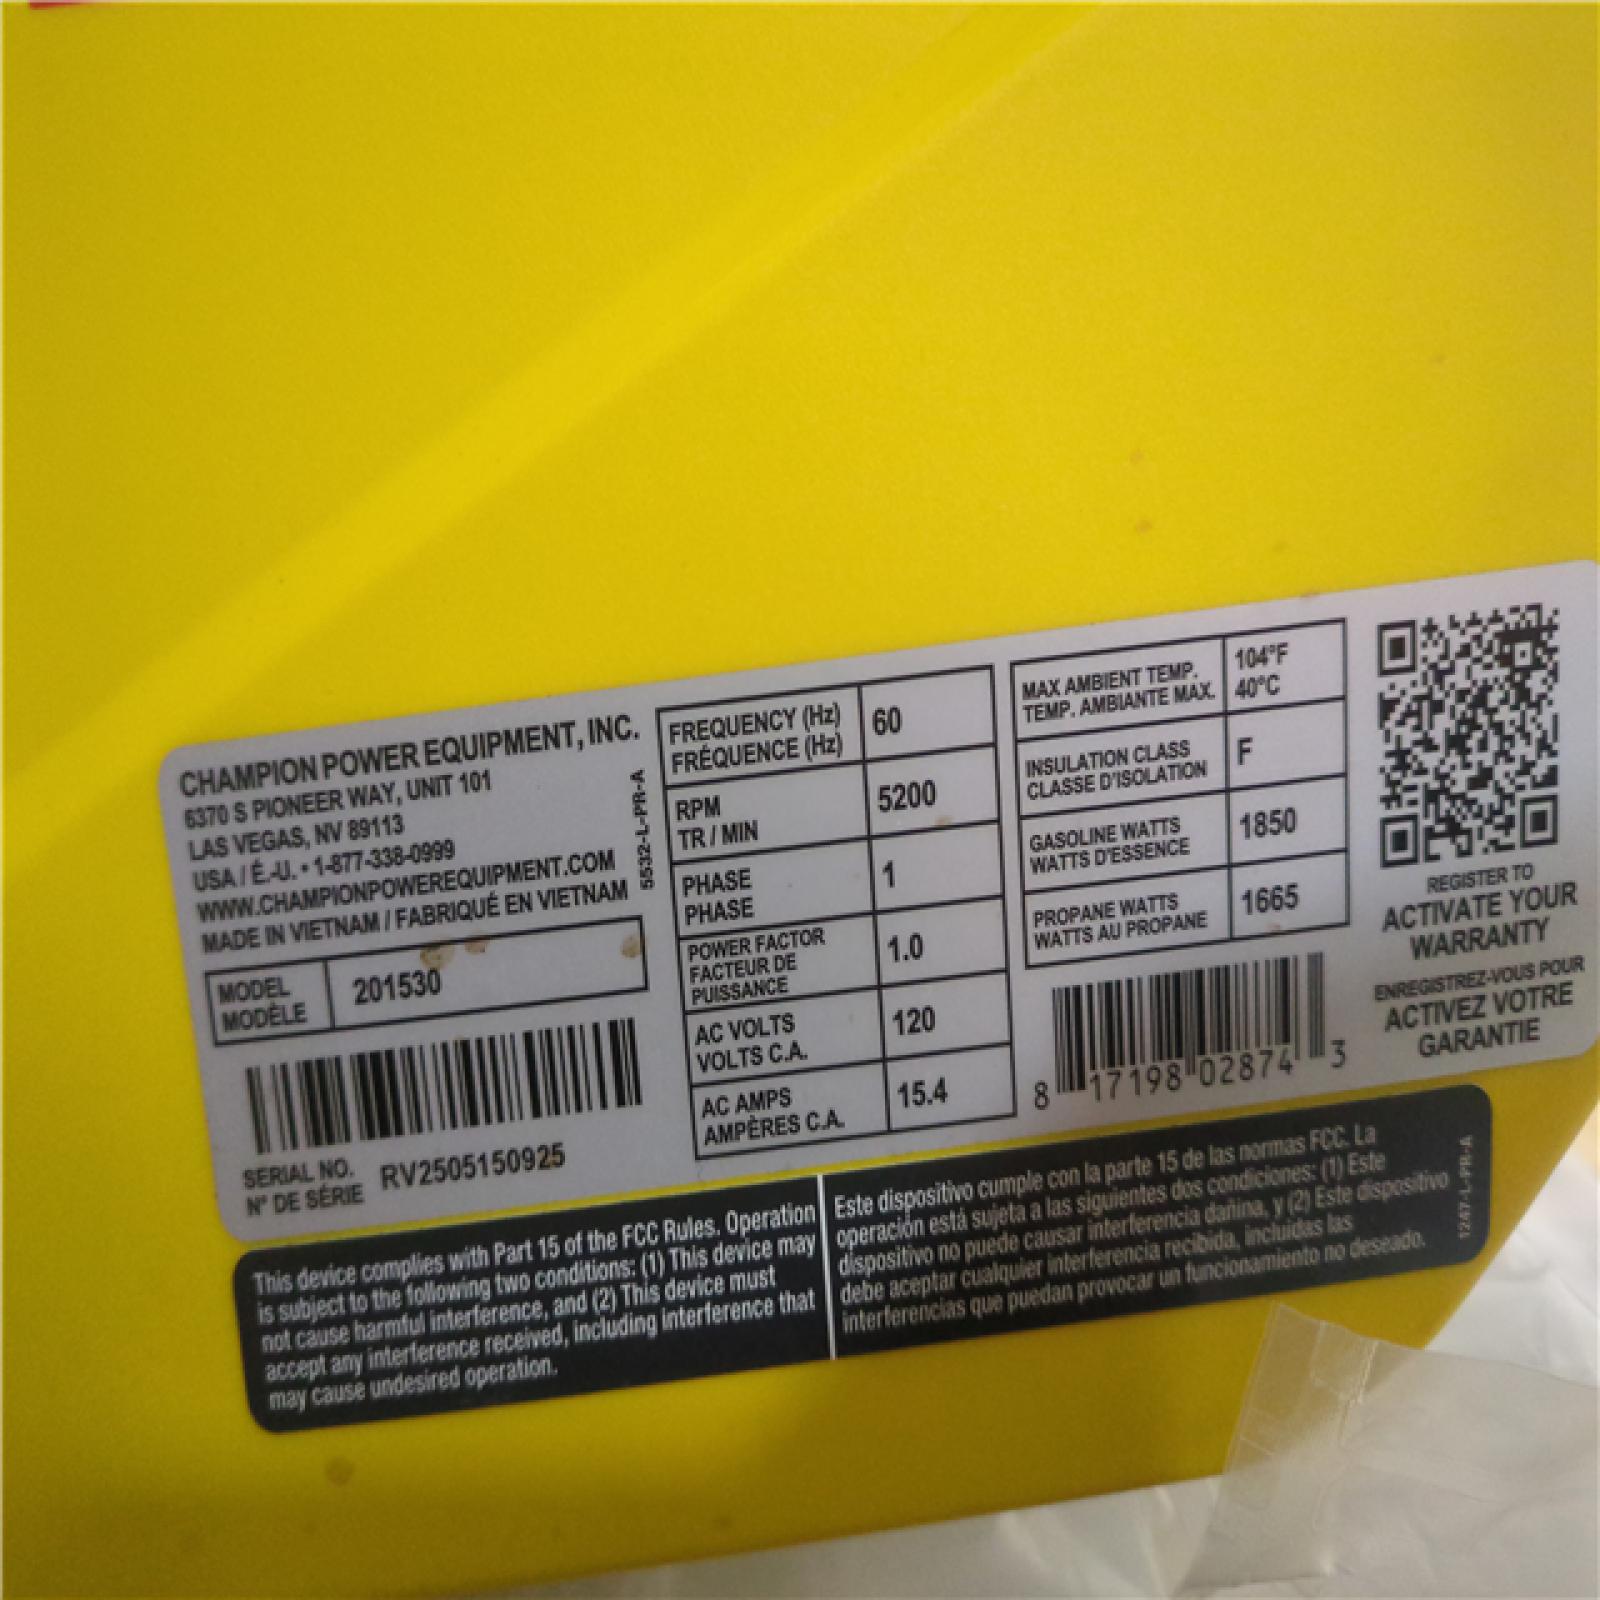 CHAMPION POWER EQUIPMENT, INC.
6370 S PIONEER WAY, UNIT 101
LAS VEGAS, NV 89113
USA / É.-U. • 1-877-338-0999
WWW.CHAMPIONPOWEREQUIPMENT.COM
MADE IN VIETNAM / FABRIQUÉ EN VIETNAM
5532-L-PR-A
MODEL
MODÈLE
201530
SERIAL NO.
N° DE SÉRIE
RV2505150925
FREQUENCY (Hz)
FRÉQUENCE (Hz)
60
RPM
TR / MIN
5200
PHASE
PHASE
1
POWER FACTOR
FACTEUR DE
PUISSANCE
1.0
AC VOLTS
VOLTS C.A.
120
AC AMPS
AMPÈRES C.A.
15.4
MAX AMBIENT TEMP.
TEMP. AMBIANTE MAX.
104°F
40°C
INSULATION CLASS
CLASSE D'ISOLATION
F
GASOLINE WATTS
WATTS D'ESSENCE
1850
PROPANE WATTS
WATTS AU PROPANE
1665
8 17198 02874 3
REGISTER TO
ACTIVATE YOUR
WARRANTY
ENREGISTREZ-VOUS POUR
ACTIVEZ VOTRE
GARANTIE
This device complies with Part 15 of the FCC Rules. Operation
is subject to the following two conditions: (1) This device may
not cause harmful interference, and (2) This device must
accept any interference received, including interference that
may cause undesired operation.
Este dispositivo cumple con la parte 15 de las normas FCC. La
operación está sujeta a las siguientes dos condiciones: (1) Este
dispositivo no puede causar interferencia dañina, y (2) Este dispositivo
debe aceptar cualquier interferencia recibida, incluidas las
interferencias que puedan provocar un funcionamiento no deseado.
1247-L-PR-A